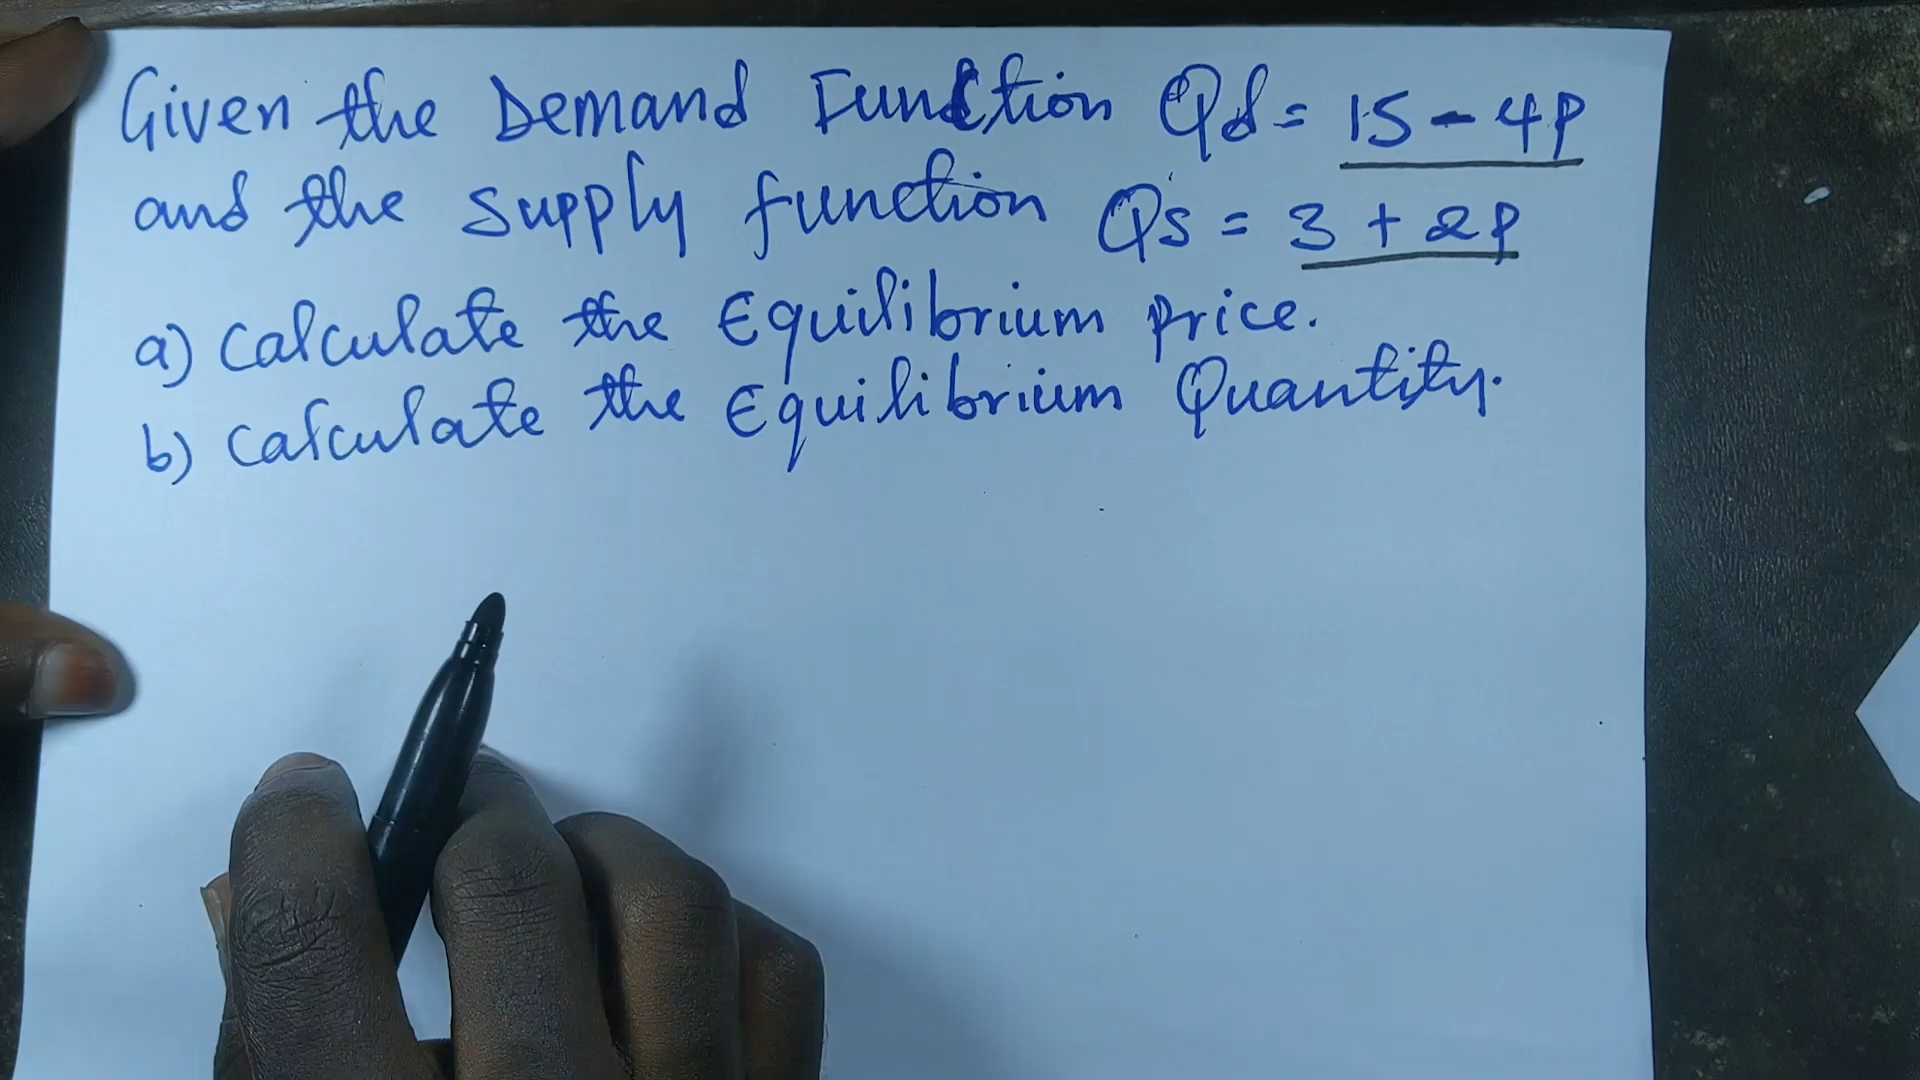 Given the Demand Function Qd = 15 - 4P
and the supply function Qs = 3 + 2P
a) Calculate the Equilibrium price.
b) Calculate the Equilibrium Quantity.